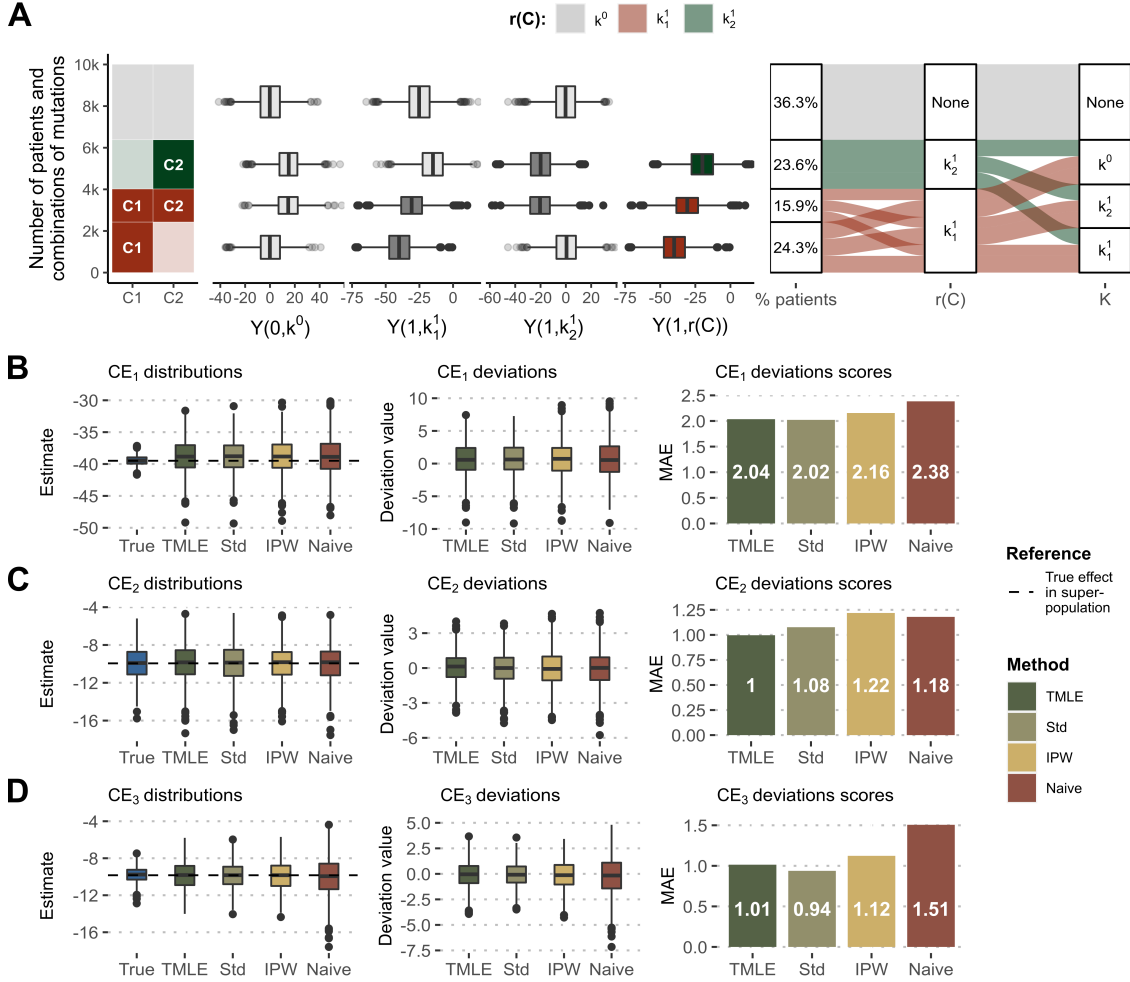 A
r(C): k⁰ k₁¹ k₂¹
Number of patients and
combinations of mutations
10k
8k
6k
4k
2k
0
C2
C1 C2
C1
C1 C2
-40 -20 0 20 40 60
Y(0,k⁰)
-75 -50 -25 0
Y(1,k₁¹)
-60 -40 -20 0 20 40
Y(1,k₂¹)
-75 -50 -25 0
Y(1,r(C))
36.3%
23.6%
15.9%
24.3%
None
k₂¹
k₁¹
None
k⁰
k₂¹
k₁¹
% patients r(C) K
B
CE₁ distributions
Estimate
-30
-35
-40
-45
-50
True TMLE Std IPW Naive
CE₁ deviations
Deviation value
10
5
0
-5
-10
TMLE Std IPW Naive
CE₁ deviations scores
MAE
2.5
2.0
1.5
1.0
0.5
0.0
2.04 2.02 2.16 2.38
TMLE Std IPW Naive
C
CE₂ distributions
Estimate
-4
-8
-12
-16
True TMLE Std IPW Naive
CE₂ deviations
Deviation value
3
0
-3
-6
TMLE Std IPW Naive
CE₂ deviations scores
MAE
1.25
1.00
0.75
0.50
0.25
0.00
1 1.08 1.22 1.18
TMLE Std IPW Naive
D
CE₃ distributions
Estimate
-4
-8
-12
-16
True TMLE Std IPW Naive
CE₃ deviations
Deviation value
5.0
2.5
0.0
-2.5
-5.0
-7.5
TMLE Std IPW Naive
CE₃ deviations scores
MAE
1.5
1.0
0.5
0.0
1.01 0.94 1.12 1.51
TMLE Std IPW Naive
Reference
True effect
in super-
population
Method
TMLE
Std
IPW
Naive